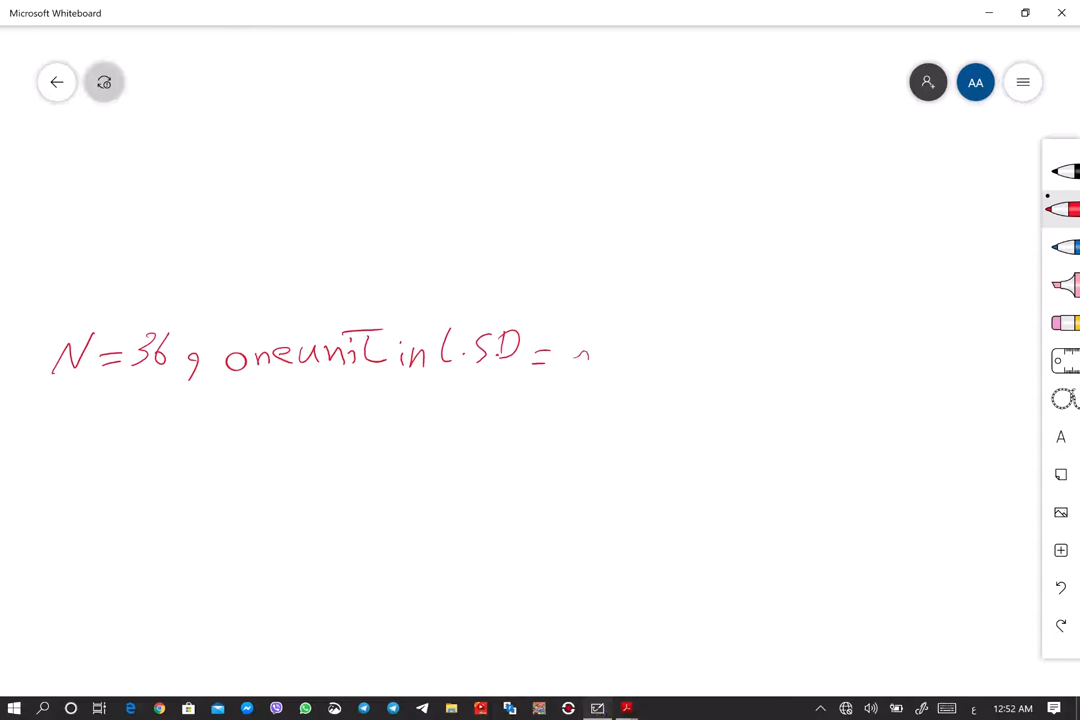 Microsoft Whiteboard
AA
N = 36 , one unit in L.S.D =
A
ع 12:52 AM